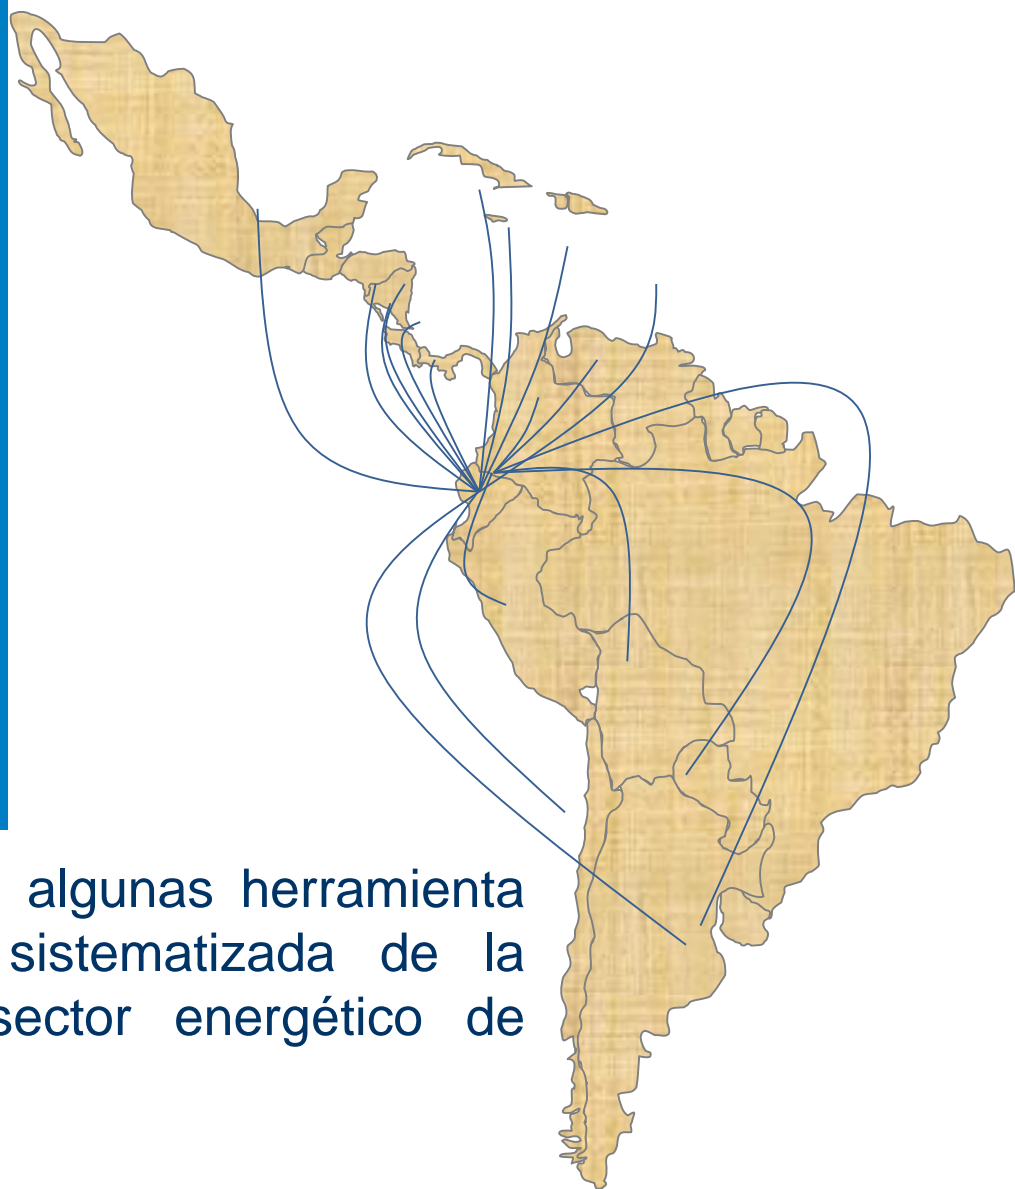 algunas herramienta
sistematizada de la
sector energético de